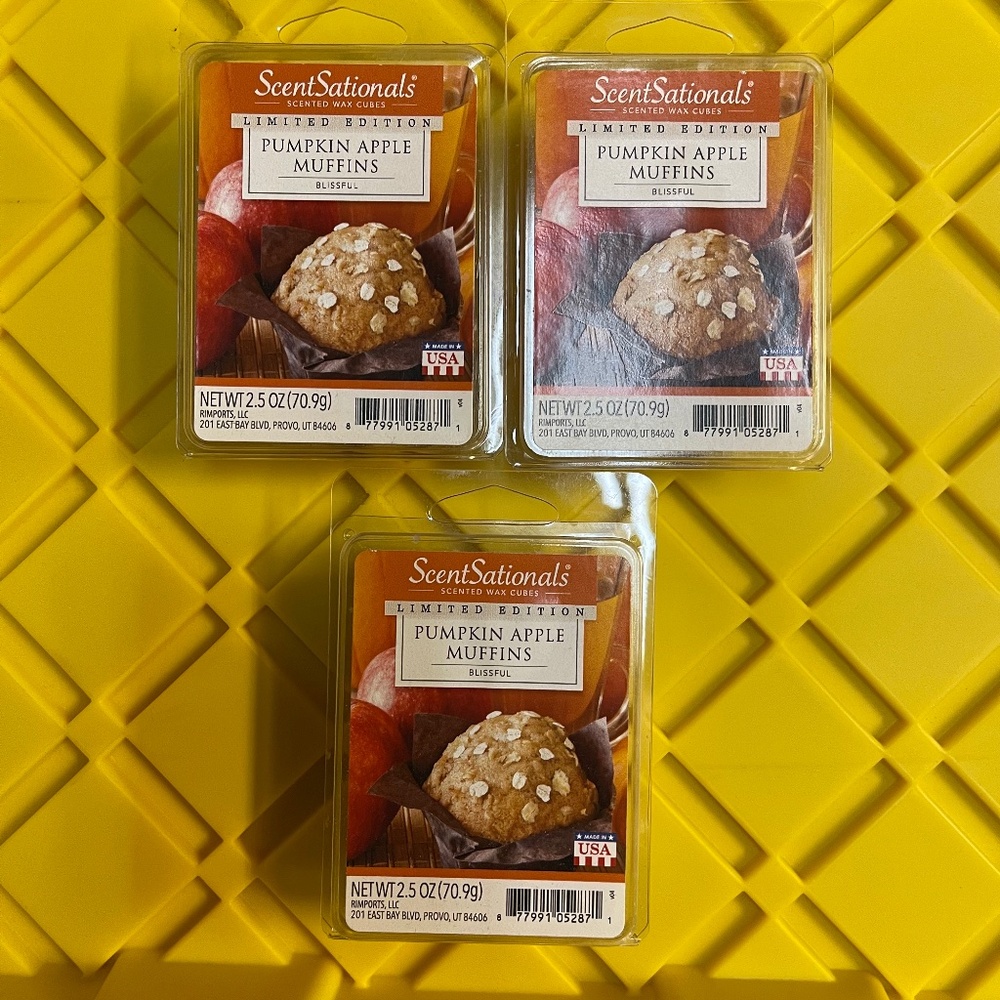 ScentSationals®
SCENTED WAX CUBES
LIMITED EDITION
PUMPKIN APPLE
MUFFINS
BLISSFUL
MADE IN
USA
NET WT 2.5 OZ (70.9g)
RIMPORTS, LLC
201 EAST BAY BLVD, PROVO, UT 84606
8 77991 05287 1
v04
ScentSationals®
SCENTED WAX CUBES
LIMITED EDITION
PUMPKIN APPLE
MUFFINS
BLISSFUL
MADE IN
USA
NET WT 2.5 OZ (70.9g)
RIMPORTS, LLC
201 EAST BAY BLVD, PROVO, UT 84606
8 77991 05287 1
v04
ScentSationals®
SCENTED WAX CUBES
LIMITED EDITION
PUMPKIN APPLE
MUFFINS
BLISSFUL
MADE IN
USA
NET WT 2.5 OZ (70.9g)
RIMPORTS, LLC
201 EAST BAY BLVD, PROVO, UT 84606
8 77991 05287 1
v04